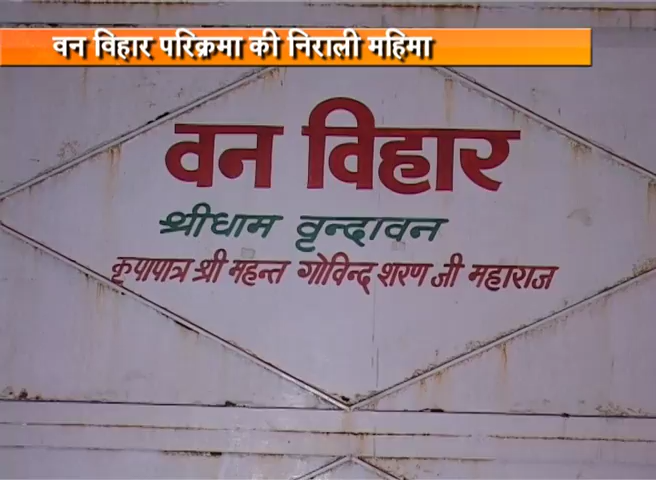 वन विहार परिक्रमा की निराली महिमा
वन विहार
श्रीधाम वृन्दावन
कृपापात्र श्री महन्त गोविन्द शरण जी महाराज